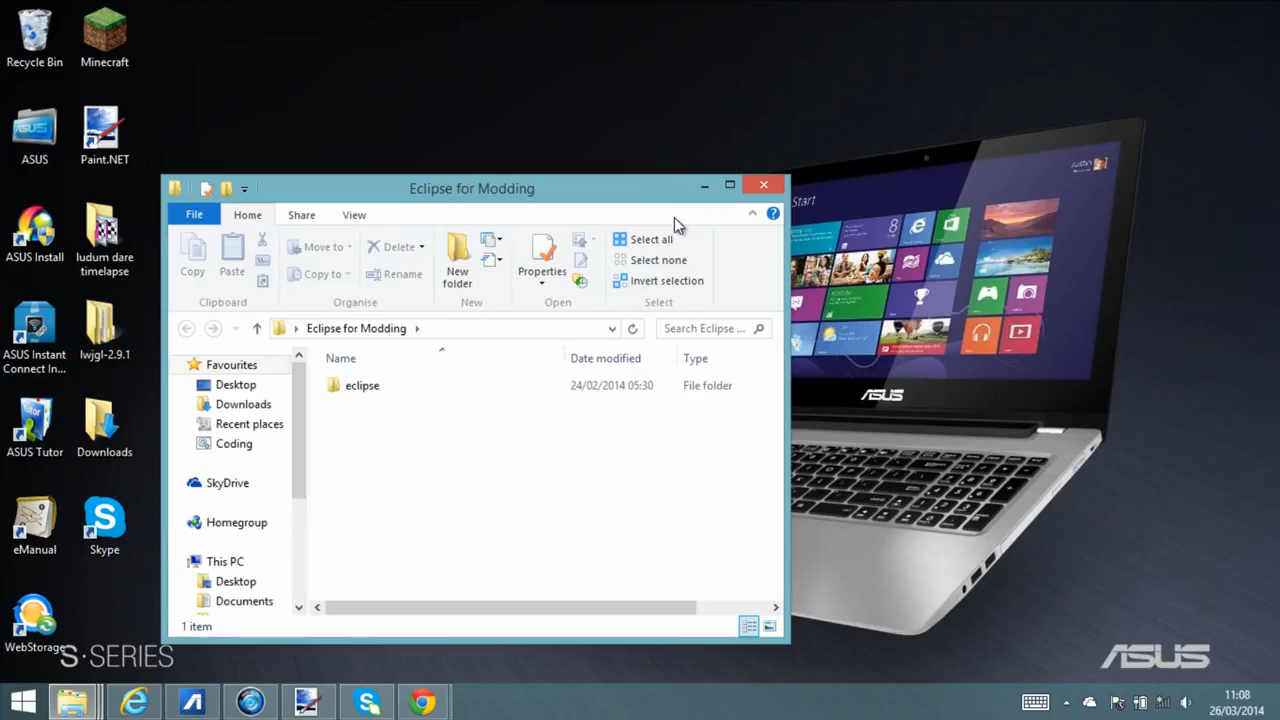 Recycle Bin
Minecraft
ASUS
ASUS
Paint.NET
ASUS Install
ludum dare
timelapse
ASUS Instant
Connect In...
lwjgl-2.9.1
Tutor
ASUS Tutor
Downloads
eManual
Skype
WebStorage
S·SERIES
Eclipse for Modding
File
Home
Share
View
Copy
Paste
Move to
Copy to
Delete
Rename
New
folder
Properties
Select all
Select none
Invert selection
Clipboard
Organise
New
Open
Select
Eclipse for Modding
Search Eclipse ...
Name
Date modified
Type
eclipse
24/02/2014 05:30
File folder
Favourites
Desktop
Downloads
Recent places
Coding
SkyDrive
Homegroup
This PC
Desktop
Documents
1 item
Start
ASUS
ASUS
11:08
26/03/2014